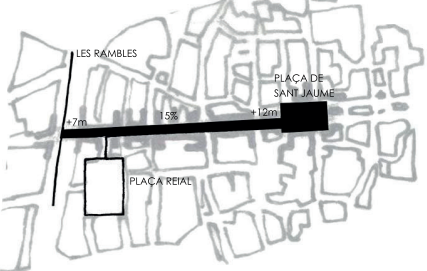 LES RAMBLES
PLAÇA DE
SANT JAUME
+7m
15%
+12m
PLAÇA REIAL